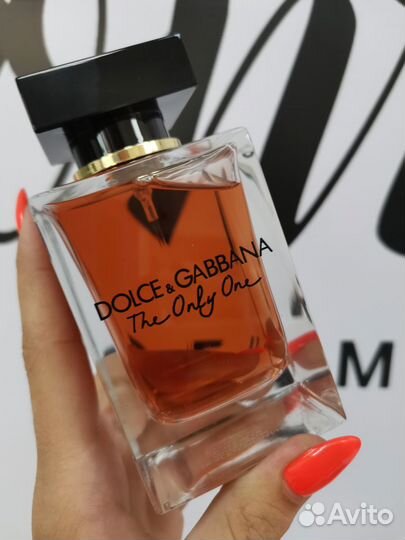 DOLCE & GABBANA
The Only One
M
Avito